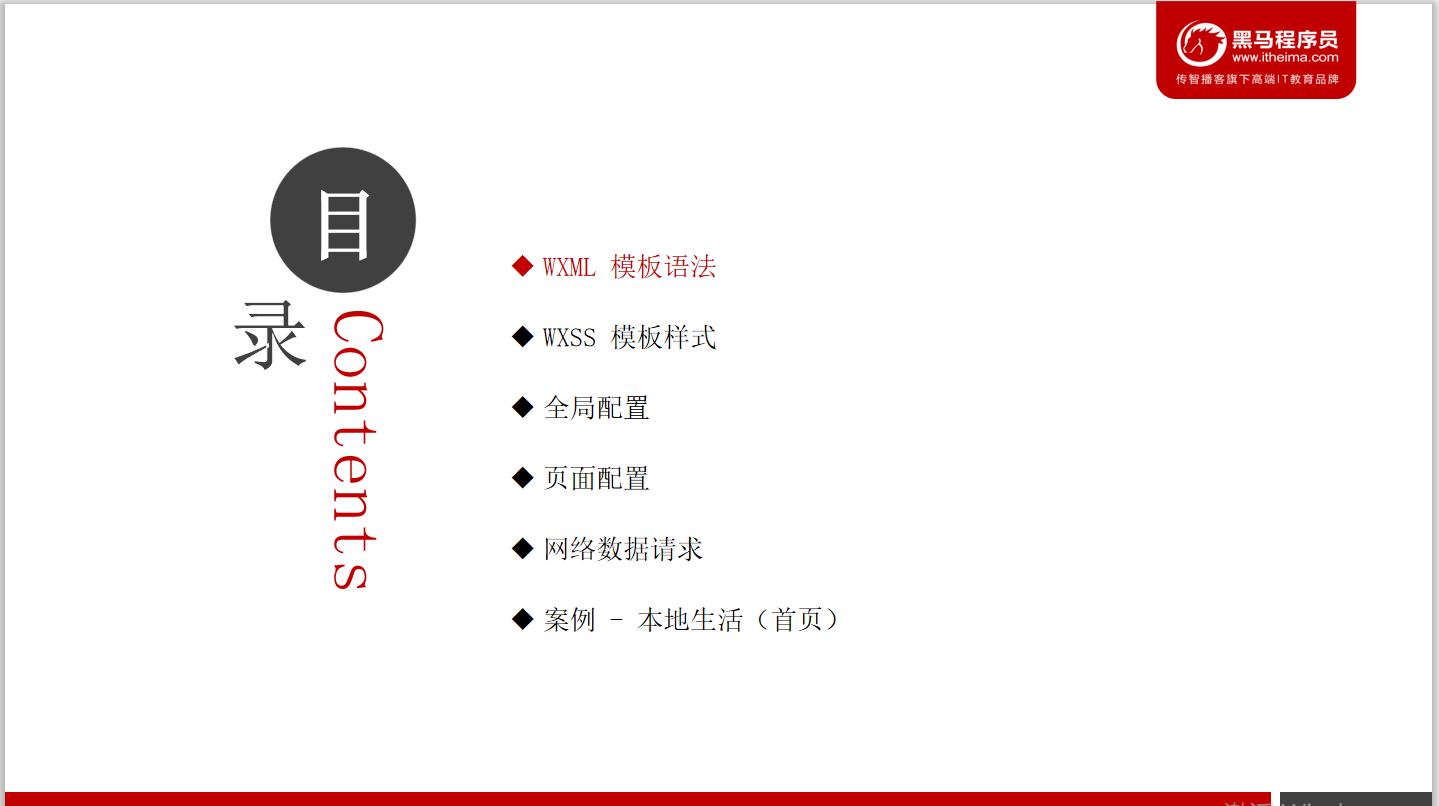 黑马程序员
www.itheima.com
传智播客旗下高端IT教育品牌
目
录
Contents
WXML 模板语法
WXSS 模板样式
全局配置
页面配置
网络数据请求
案例 - 本地生活（首页）